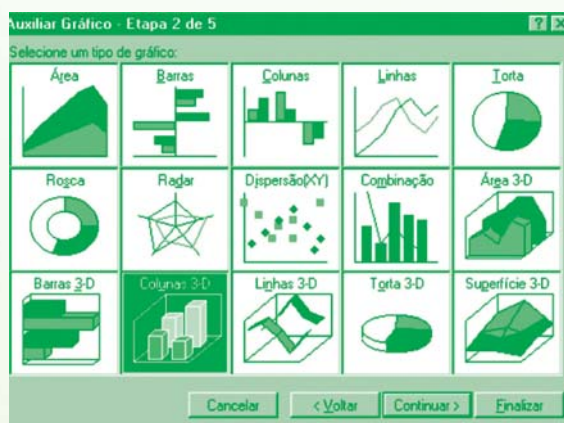 Auxiliar Gráfico - Etapa 2 de 5
Selecione um tipo de gráfico:
Área Barras Colunas Linhas Torta
Rosca Radar Dispersão(XY) Combinação Área 3-D
Barras 3-D Colunas 3-D Linhas 3-D Torta 3-D Superfície 3-D
Cancelar < Voltar Continuar > Finalizar